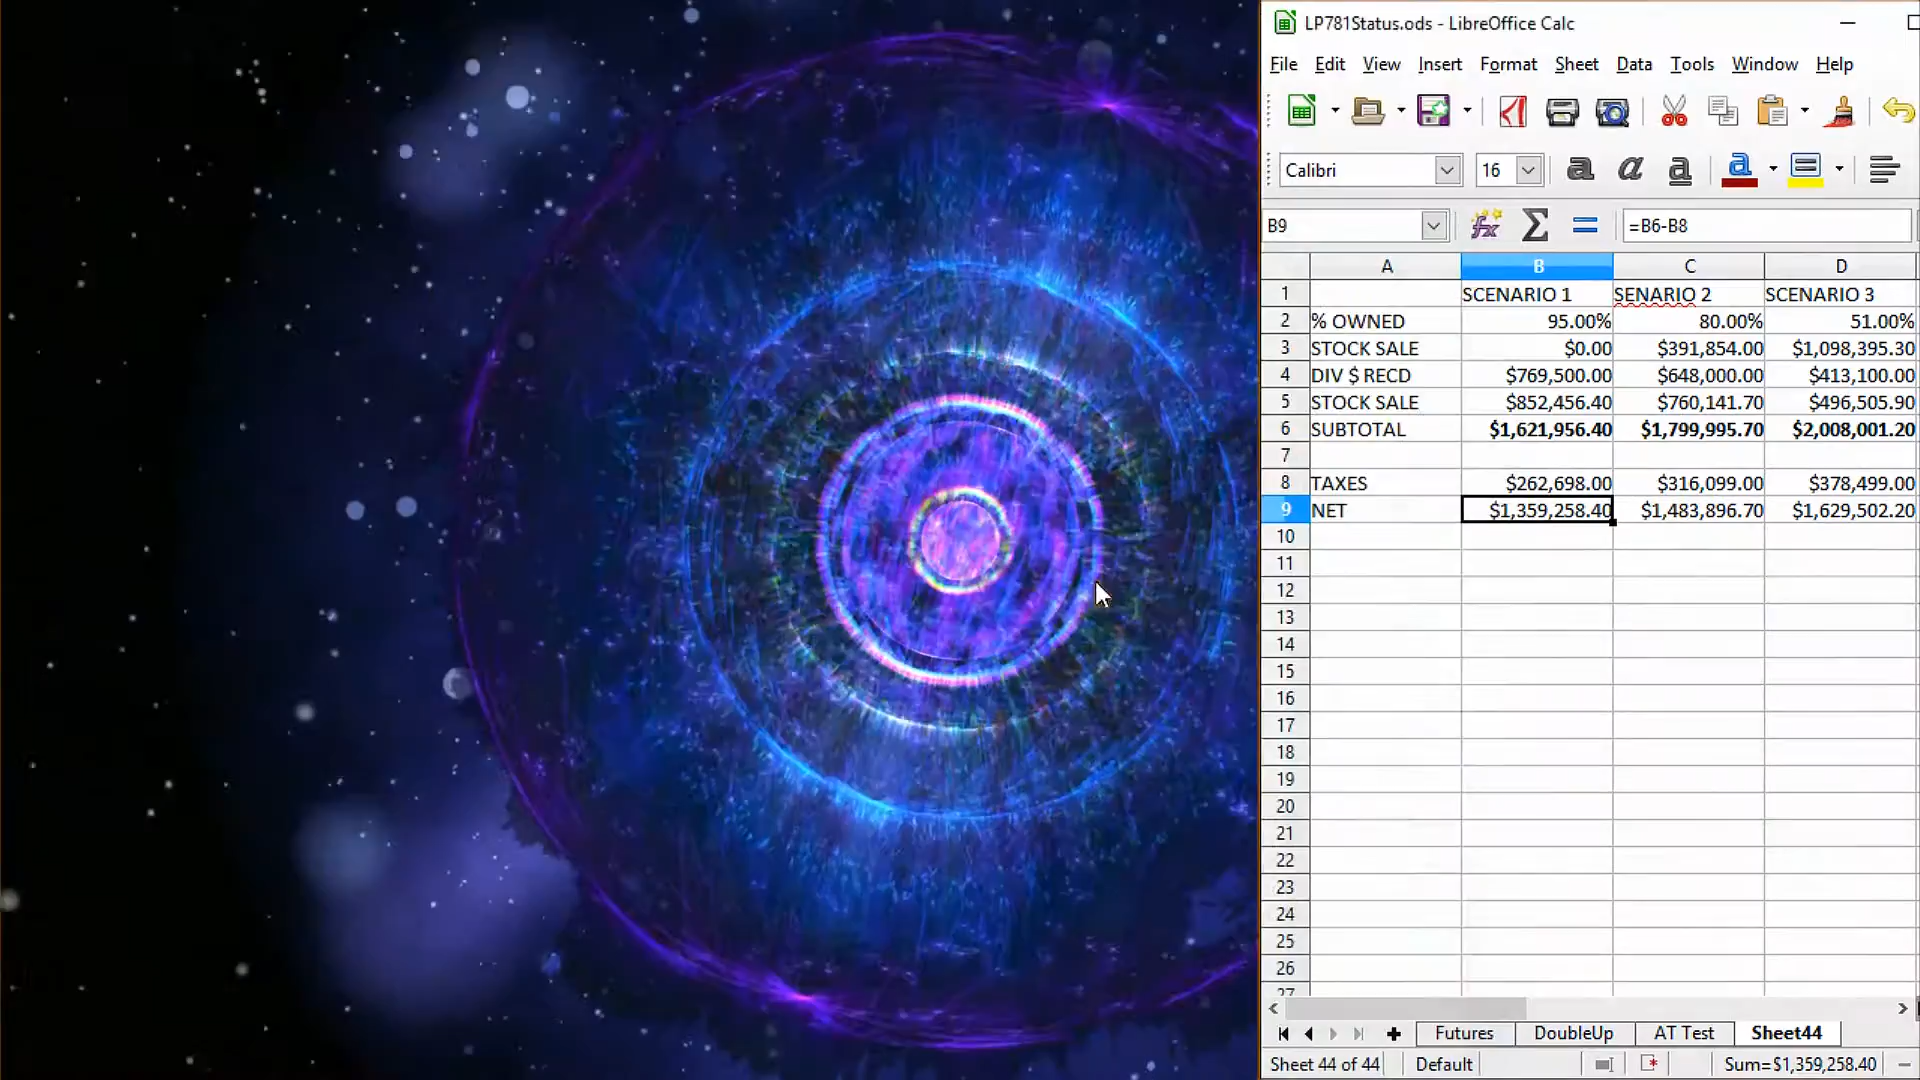 LP781Status.ods - LibreOffice Calc
File Edit View Insert Format Sheet Data Tools Window Help
Calibri 16 a a a a
B9 fx Σ = =B6-B8
A B C D
1 SCENARIO 1 SENARIO 2 SCENARIO 3
2 % OWNED 95.00% 80.00% 51.00%
3 STOCK SALE $0.00 $391,854.00 $1,098,395.30
4 DIV $ RECD $769,500.00 $648,000.00 $413,100.00
5 STOCK SALE $852,456.40 $760,141.70 $496,505.90
6 SUBTOTAL $1,621,956.40 $1,799,995.70 $2,008,001.20
7
8 TAXES $262,698.00 $316,099.00 $378,499.00
9 NET $1,359,258.40 $1,483,896.70 $1,629,502.20
10
11
12
13
14
15
16
17
18
19
20
21
22
23
24
25
26
27
Futures DoubleUp AT Test Sheet44
Sheet 44 of 44 Default Sum=$1,359,258.40